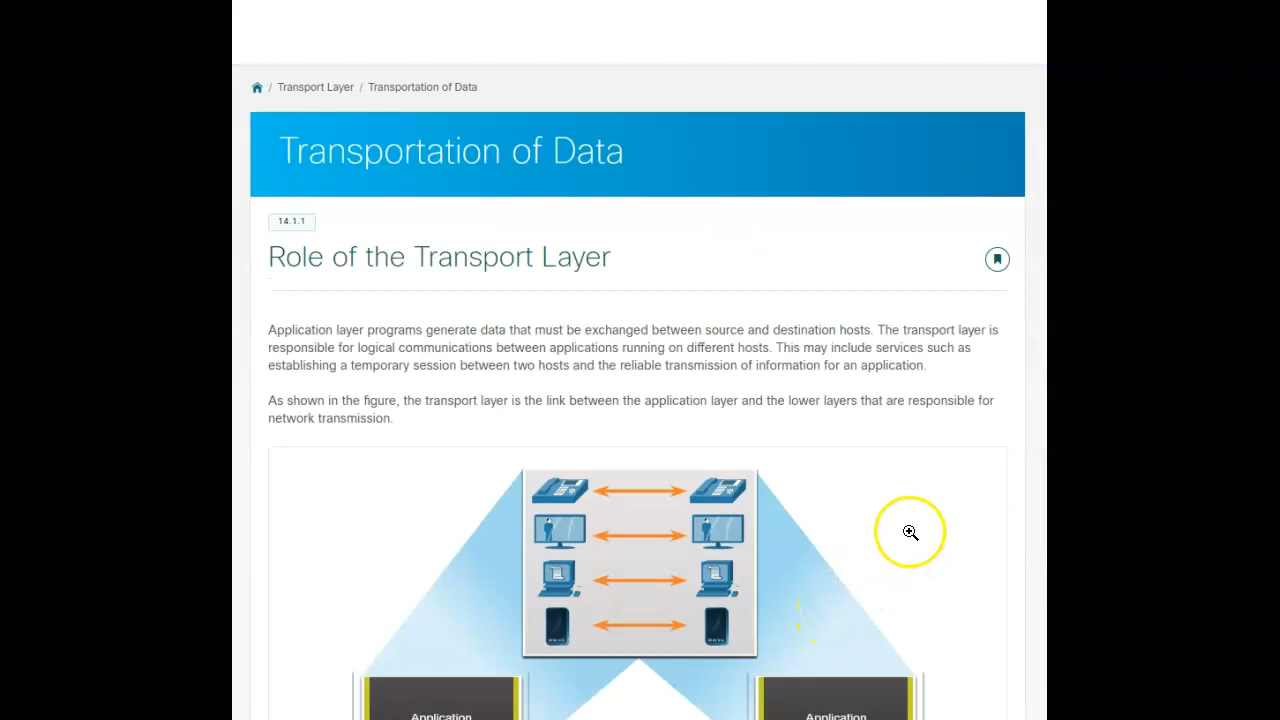 / Transport Layer / Transportation of Data
Transportation of Data
14.1.1
Role of the Transport Layer
Application layer programs generate data that must be exchanged between source and destination hosts. The transport layer is
responsible for logical communications between applications running on different hosts. This may include services such as
establishing a temporary session between two hosts and the reliable transmission of information for an application.
As shown in the figure, the transport layer is the link between the application layer and the lower layers that are responsible for
network transmission.
Application
Application